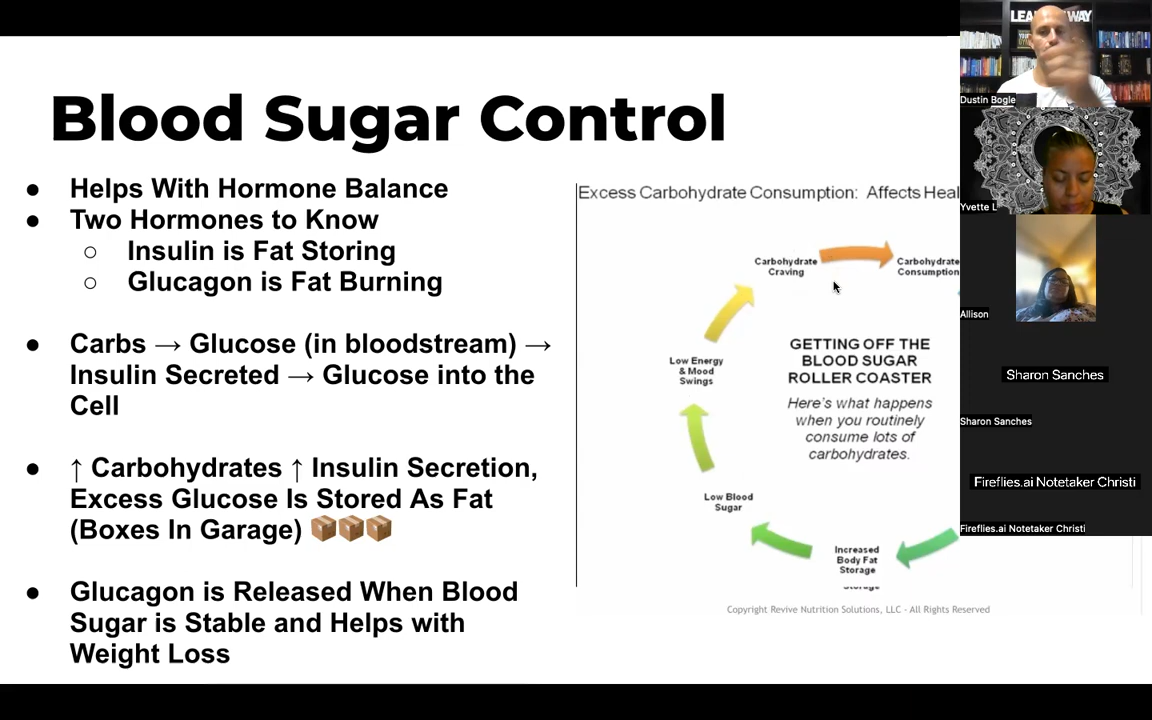 Blood Sugar Control
● Helps With Hormone Balance
● Two Hormones to Know
○ Insulin is Fat Storing
○ Glucagon is Fat Burning
● Carbs → Glucose (in bloodstream) →
Insulin Secreted → Glucose into the
Cell
● ↑ Carbohydrates ↑ Insulin Secretion,
Excess Glucose Is Stored As Fat
(Boxes In Garage) 📦📦📦
● Glucagon is Released When Blood
Sugar is Stable and Helps with
Weight Loss
Excess Carbohydrate Consumption: Affects Heal
Carbohydrate
Craving
Carbohydrate
Consumption
Low Energy
& Mood
Swings
GETTING OFF THE
BLOOD SUGAR
ROLLER COASTER
Here's what happens
when you routinely
consume lots of
carbohydrates.
Low Blood
Sugar
Increased
Body Fat
Storage
Copyright Revive Nutrition Solutions, LLC - All Rights Reserved
Dustin Bogle
Yvette L
Allison
Sharon Sanches
Sharon Sanches
Fireflies.ai Notetaker Christi
Fireflies.ai Notetaker Christi